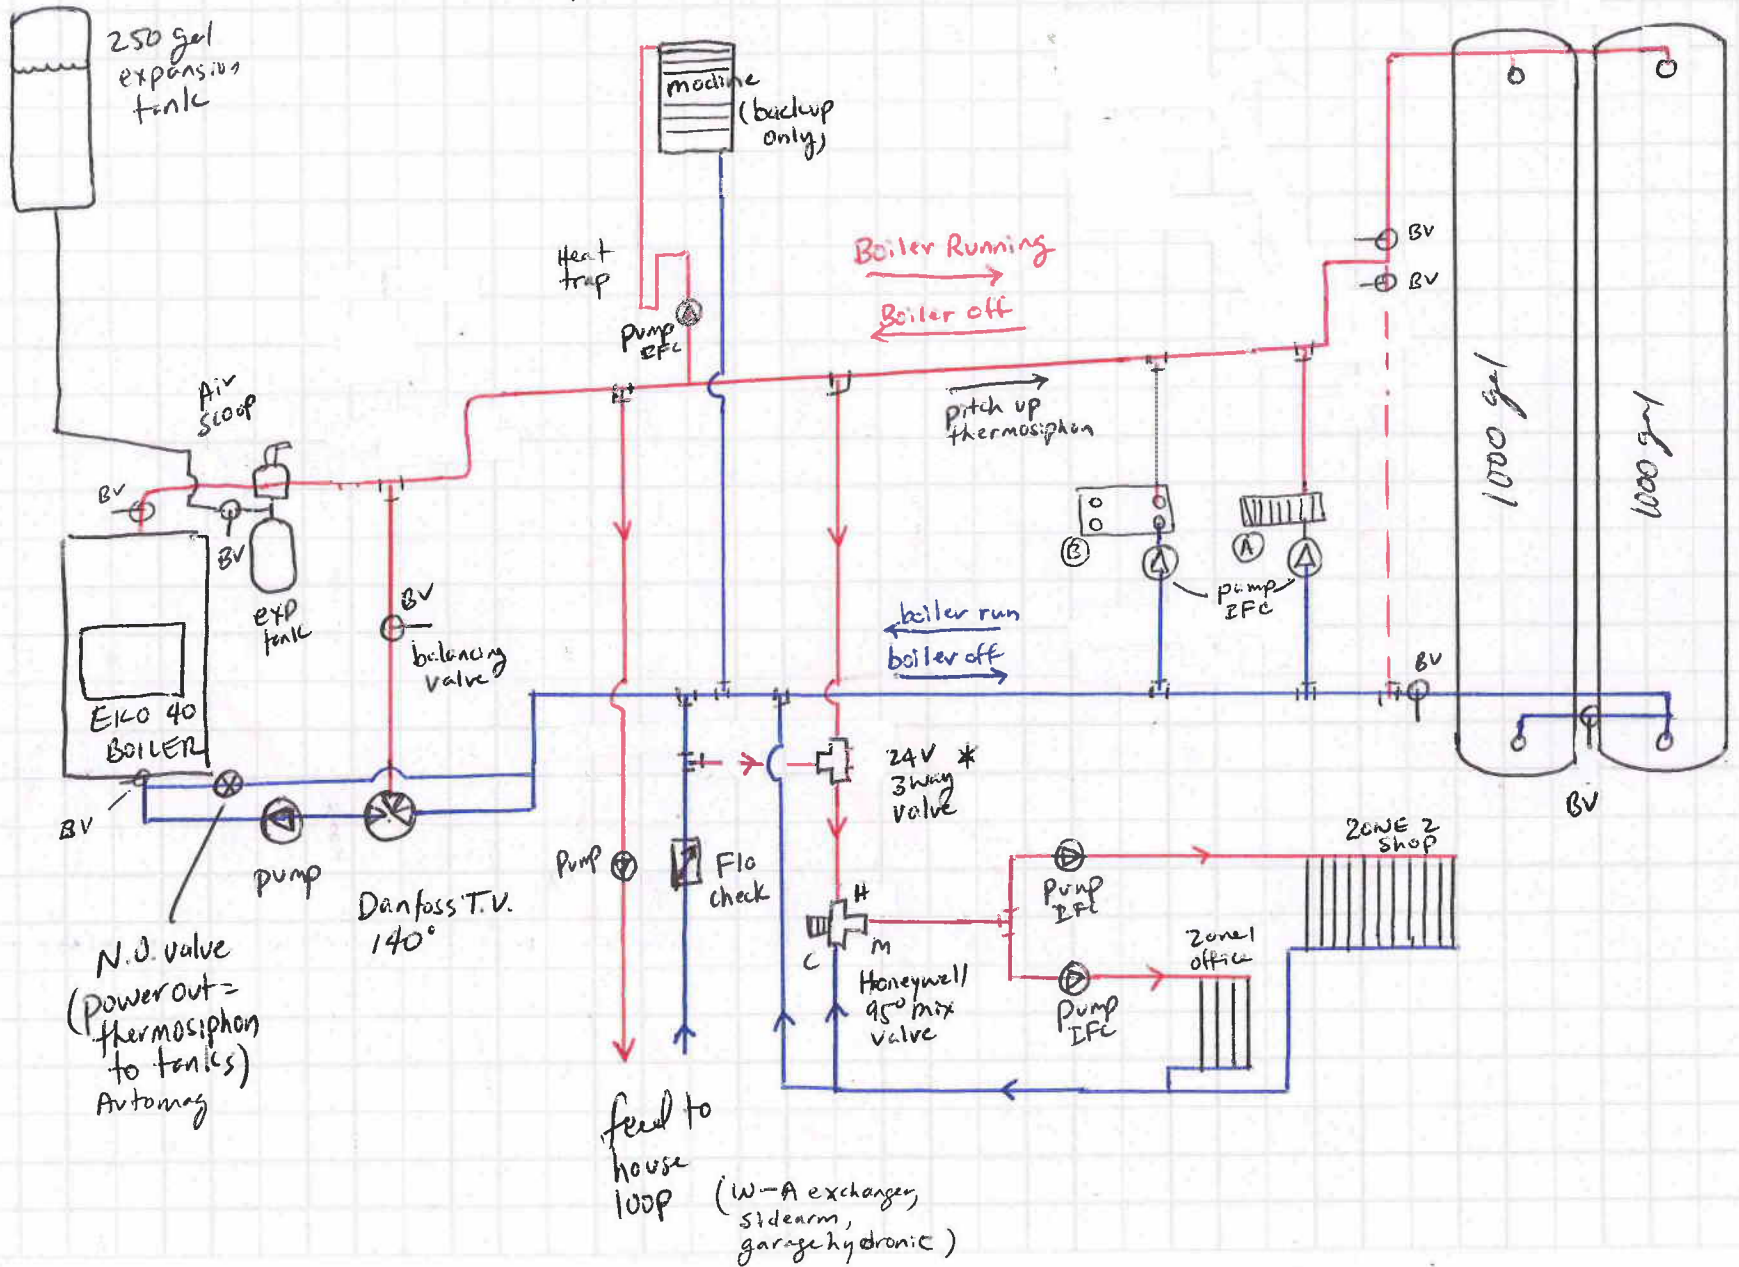 250 gal
expansion
tank
modine
(backup
only)
Heat
trap
pump
IFC
Boiler Running
Boiler off
pitch up
thermosiphon
BV
BV
1000 gal
1000 gal
Air
scoop
BV
BV
exp
tank
BV
balancing
valve
EKO 40
BOILER
BV
pump
Danfoss T.V.
140°
N.O. valve
(power out =
thermosiphon
to tanks)
Automag
boiler run
boiler off
B
A
pump
IFC
BV
BV
24V *
3 way
valve
Pump
Flo
check
H
M
C
Honeywell
95° mix
valve
Pump
IFC
Pump
IFC
ZONE 2
Shop
Zone 1
office
feed to
house
loop
(W-A exchanger,
sidearm,
garage hydronic)